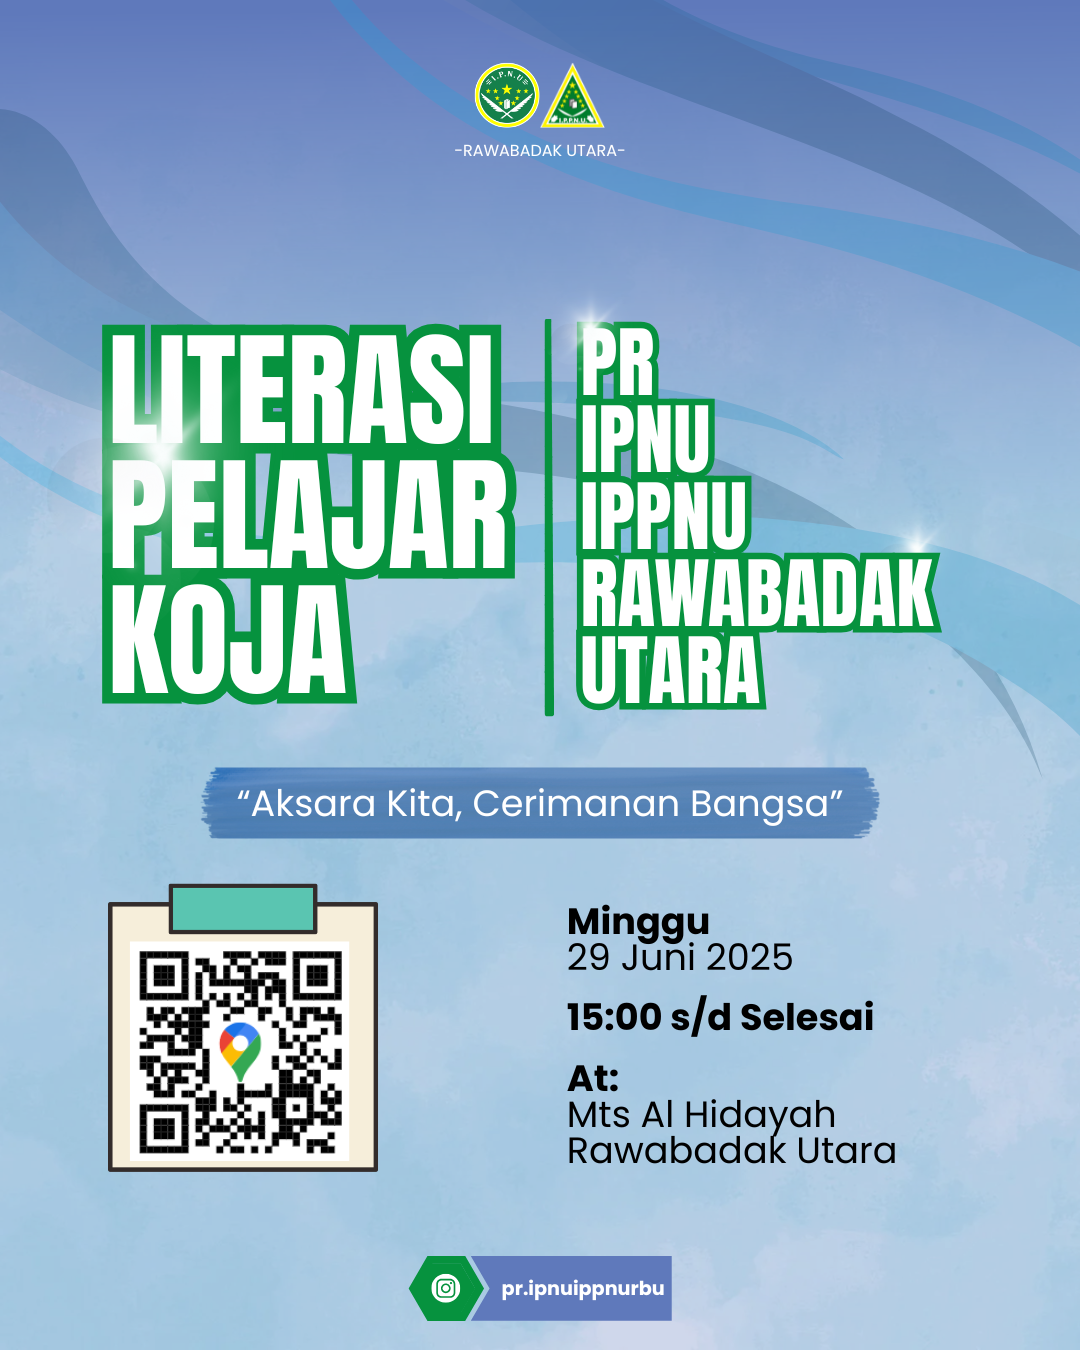 I.P.N.U
I.P.P.N.U
-RAWABADAK UTARA-
LITERASI
PELAJAR
KOJA
PR
IPNU
IPPNU
RAWABADAK
UTARA
“Aksara Kita, Cerimanan Bangsa”
Minggu
29 Juni 2025
15:00 s/d Selesai
At:
Mts Al Hidayah
Rawabadak Utara
pr.ipnuippnurbu